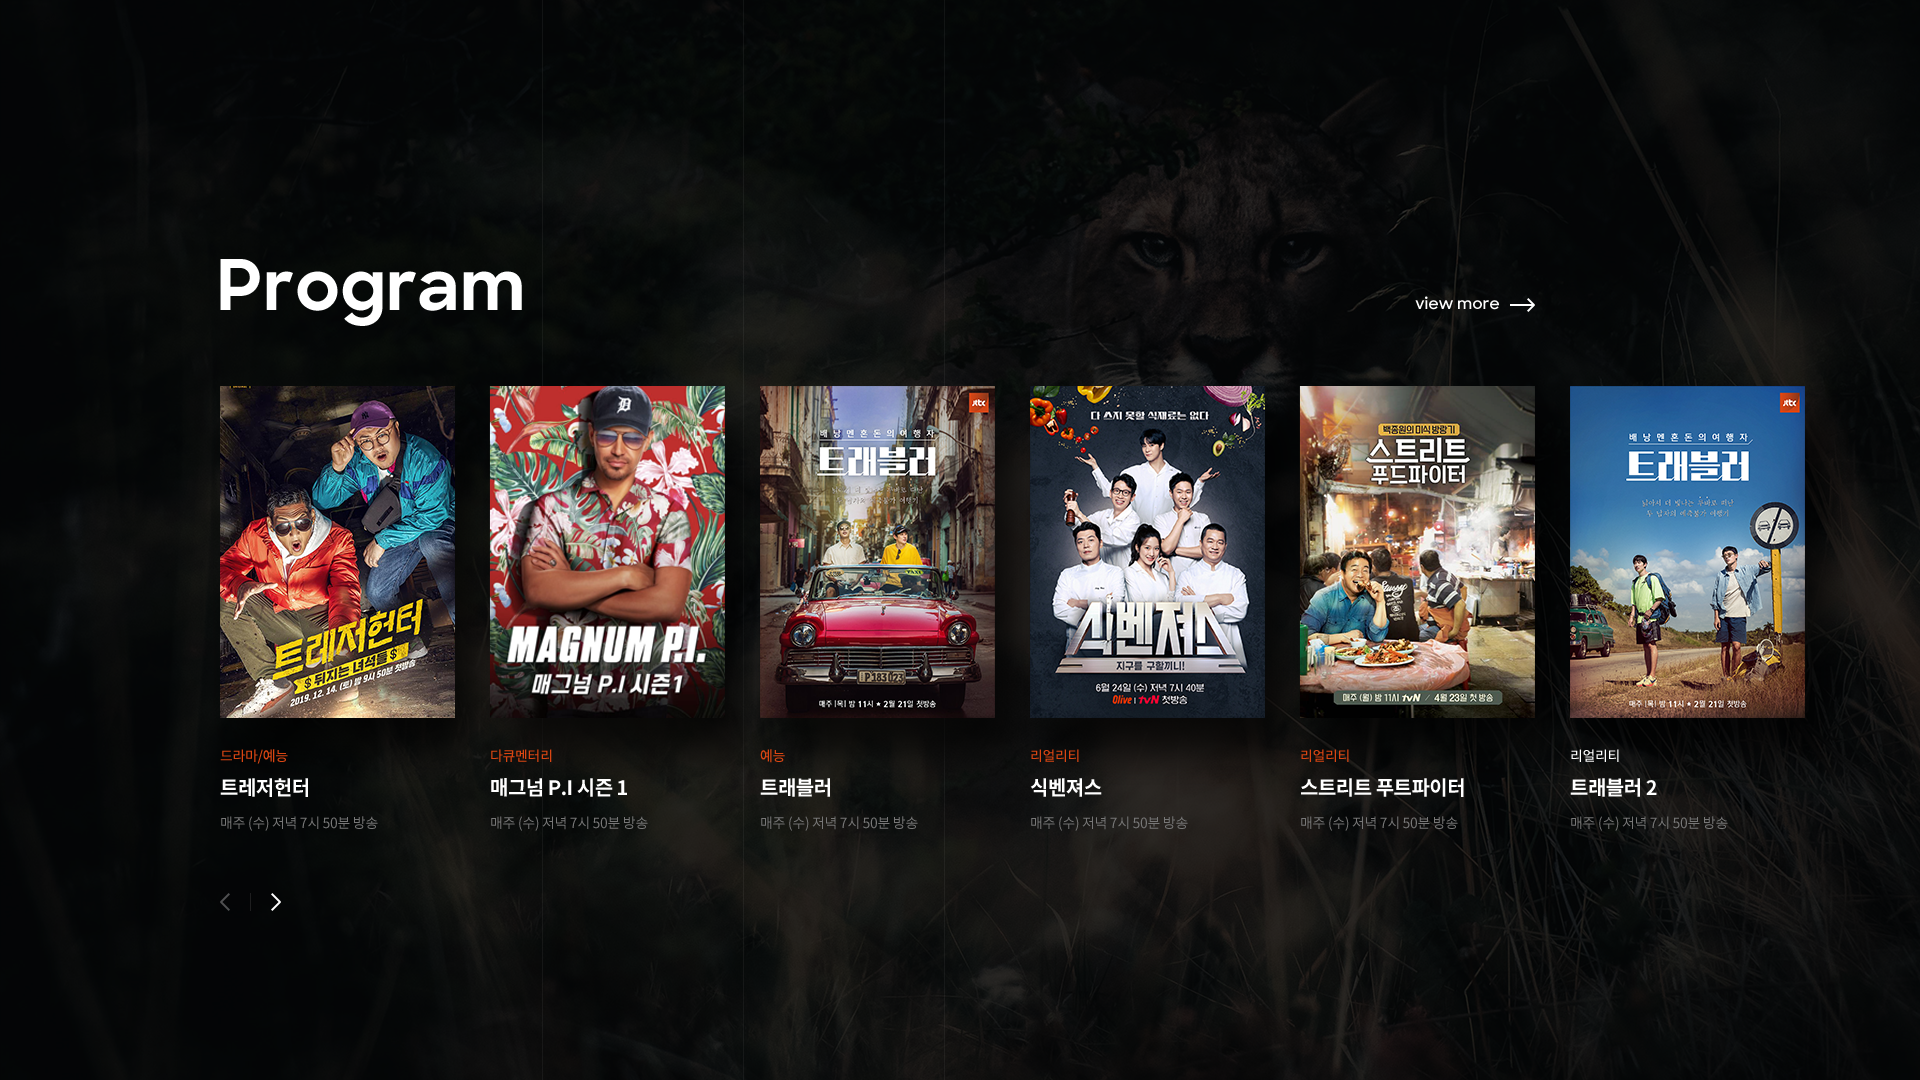 Program
view more
트레저헌터
$ 뒤지는 녀석들 $
2019. 12. 14. (토) 밤 9시 50분 첫방송
MAGNUM P.I.
매그넘 P.I 시즌1
jtbc
배낭멘혼돈의여행자
트래블러
P 183 023
매주 |목| 밤 11시 ★ 2월 21일 첫방송
다 쓰지 못할 식재료는 없다
식벤져스
지구를 구할끼니!
6월 24일 (수) 저녁 7시 40분
Olive | tvN 첫방송
백종원의 미식 방랑기
스트리트
푸드파이터
매주 (월) 밤 11시 tvN / 4월 23일 첫 방송
jtbc
배낭멘혼돈의여행자
트래블러
매주 |목| 밤 11시 ★ 2월 21일 첫방송
드라마/예능
트레저헌터
매주 (수) 저녁 7시 50분 방송
다큐멘터리
매그넘 P.I 시즌 1
매주 (수) 저녁 7시 50분 방송
예능
트래블러
매주 (수) 저녁 7시 50분 방송
리얼리티
식벤져스
매주 (수) 저녁 7시 50분 방송
리얼리티
스트리트 푸트파이터
매주 (수) 저녁 7시 50분 방송
리얼리티
트래블러 2
매주 (수) 저녁 7시 50분 방송